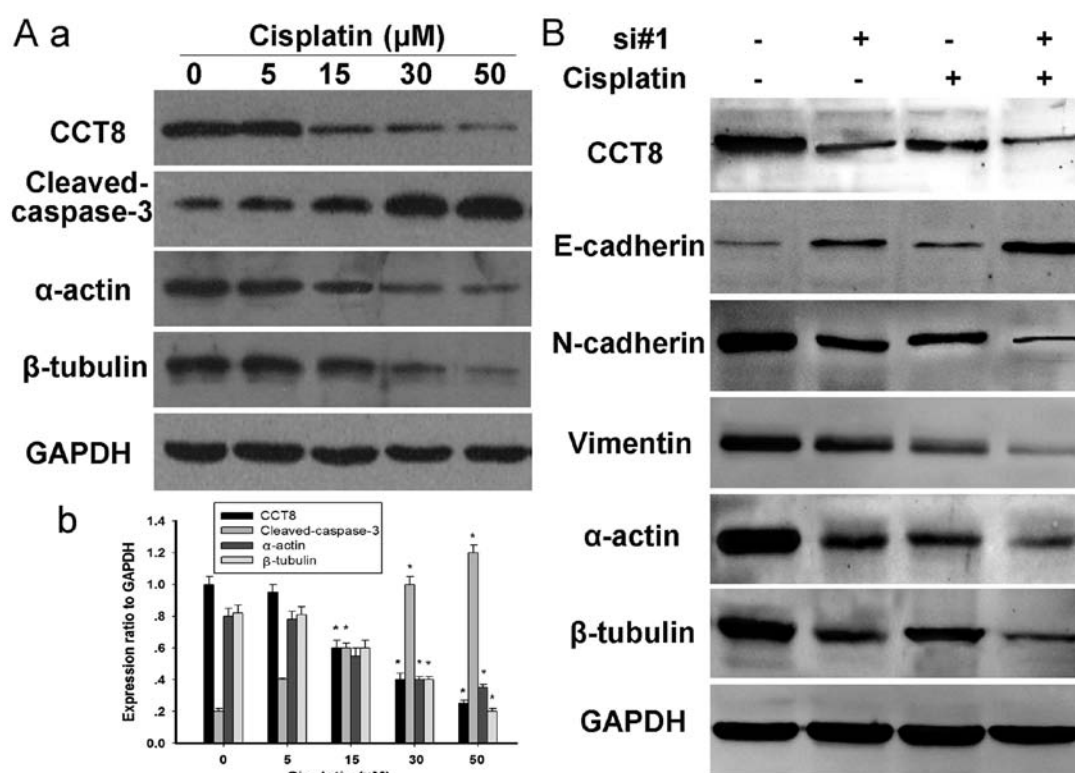 A a
Cisplatin (µM)
0 5 15 30 50
CCT8
Cleaved-
caspase-3
α-actin
β-tubulin
GAPDH
b
CCT8
Cleaved-caspase-3
α-actin
β-tubulin
Expression ratio to GAPDH
1.4
1.2
1.0
.8
.6
.4
.2
0.0
* * * * * * * * * *
0 5 15 30 50
Cisplatin (µM)
B
si#1 - + - +
Cisplatin - - + +
CCT8
E-cadherin
N-cadherin
Vimentin
α-actin
β-tubulin
GAPDH